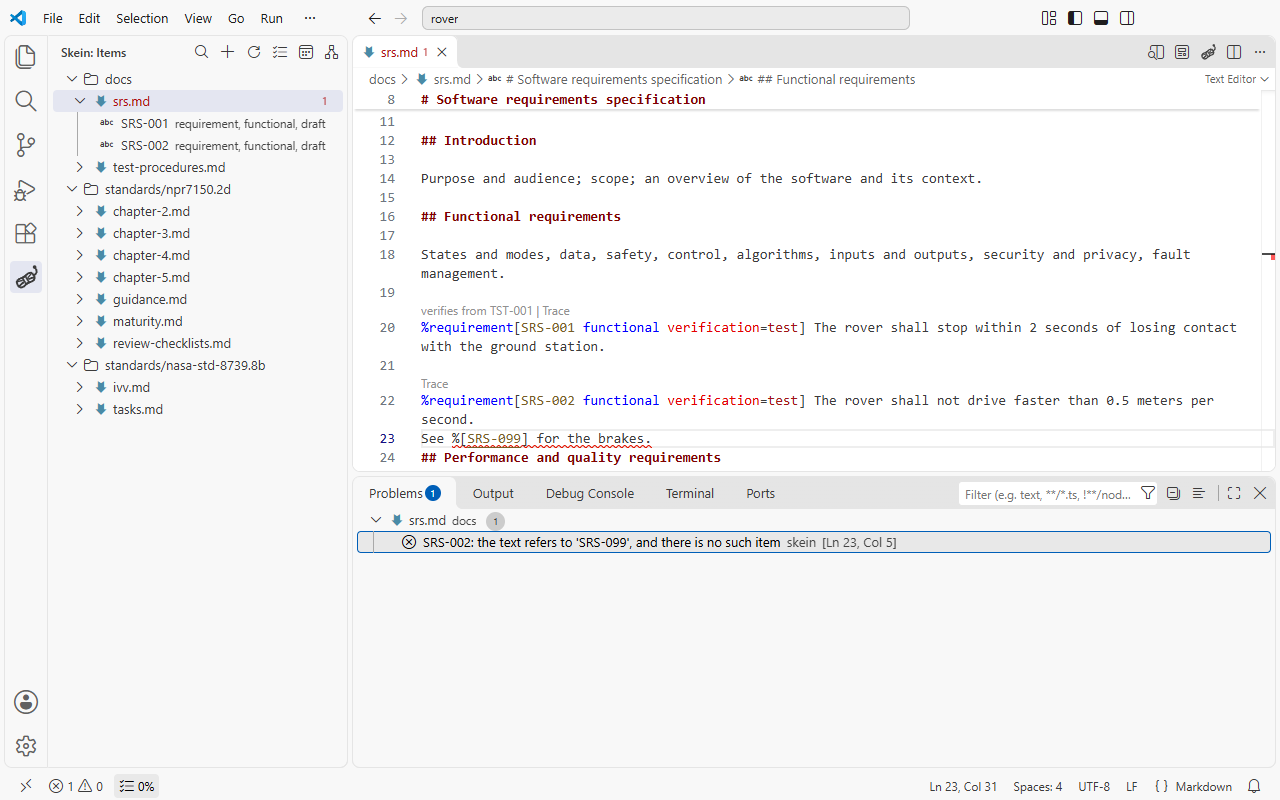 File Edit Selection View Go Run ···
rover
Skein: Items
docs
srs.md 1
SRS-001 requirement, functional, draft
SRS-002 requirement, functional, draft
test-procedures.md
standards/npr7150.2d
chapter-2.md
chapter-3.md
chapter-4.md
chapter-5.md
guidance.md
maturity.md
review-checklists.md
standards/nasa-std-8739.8b
ivv.md
tasks.md
srs.md 1
docs > srs.md > abc # Software requirements specification > abc ## Functional requirements
Text Editor
8 # Software requirements specification
11
12 ## Introduction
13
14 Purpose and audience; scope; an overview of the software and its context.
15
16 ## Functional requirements
17
18 States and modes, data, safety, control, algorithms, inputs and outputs, security and privacy, fault
management.
19
verifies from TST-001 | Trace
20 %requirement[SRS-001 functional verification=test] The rover shall stop within 2 seconds of losing contact
with the ground station.
21
Trace
22 %requirement[SRS-002 functional verification=test] The rover shall not drive faster than 0.5 meters per
second.
23 See %[SRS-099] for the brakes.
24 ## Performance and quality requirements
Problems 1 Output Debug Console Terminal Ports
Filter (e.g. text, **/*.ts, !**/nod...
srs.md docs 1
SRS-002: the text refers to 'SRS-099', and there is no such item skein [Ln 23, Col 5]
1 0 0%
Ln 23, Col 31 Spaces: 4 UTF-8 LF { } Markdown